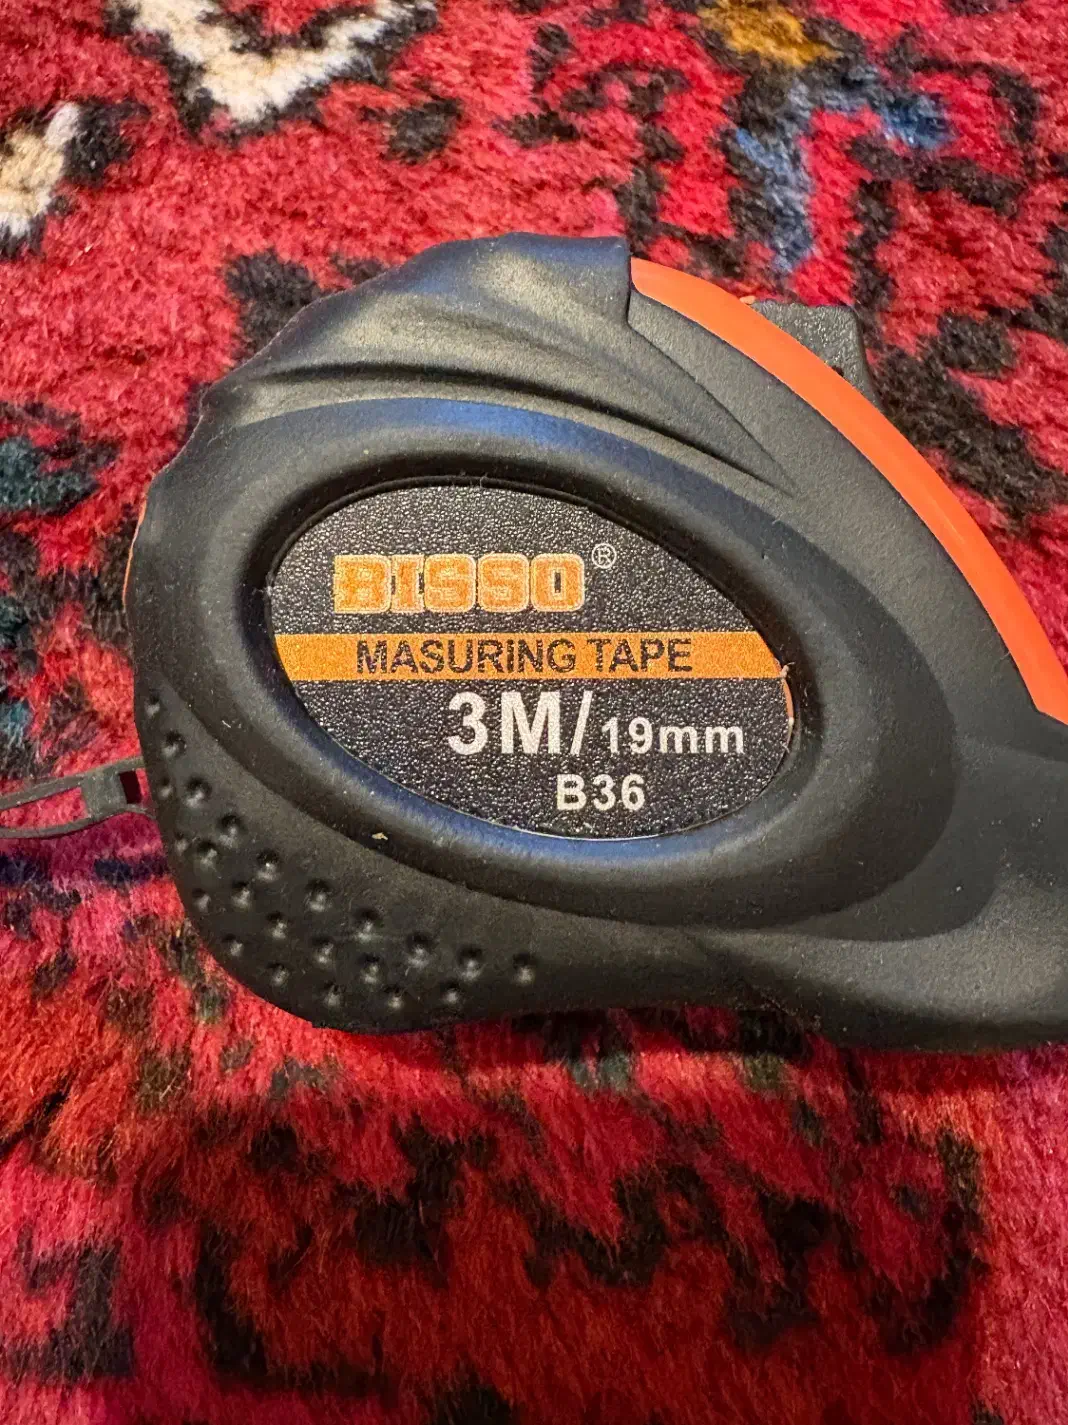 BISSO®
MASURING TAPE
3M/19mm
B36